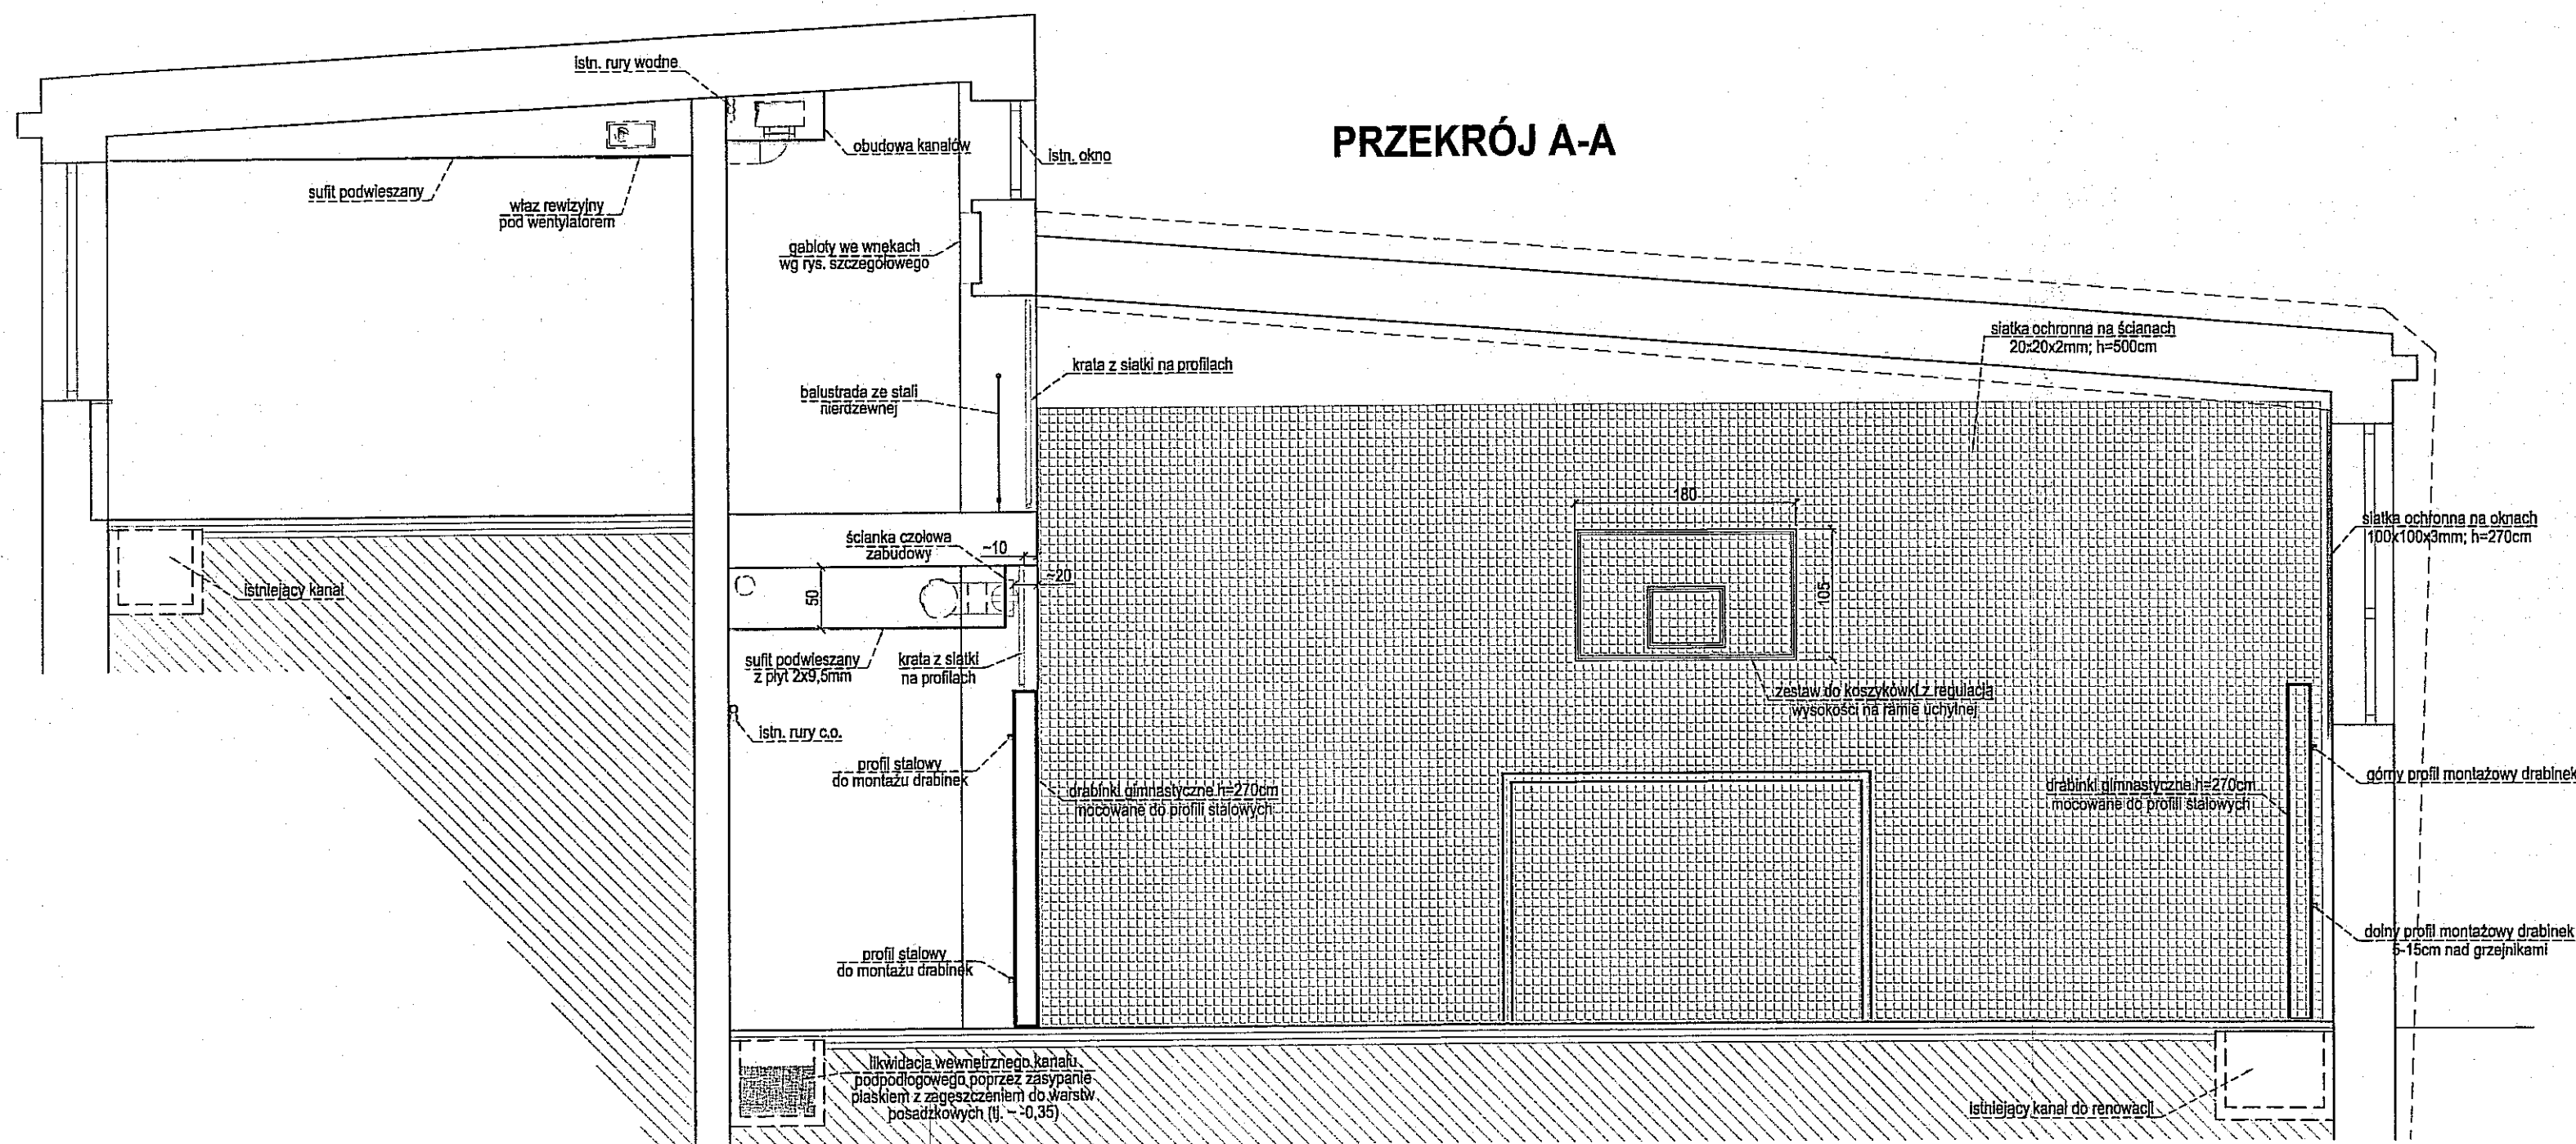 istn. rury wodne
PRZEKRÓJ A-A
obudowa kanałów
istn. okno
sufit podwieszany
właz rewizyjny
pod wentylatorem
gabloty we wnękach
wg rys. szczegółowego
siatka ochronna na ścianach
20x20x2mm; h=500cm
krata z siatki na profilach
balustrada ze stali
nierdzewnej
180
siatka ochronna na oknach
100x100x3mm; h=270cm
ścianka czołowa
zabudowy
~10
~20
istniejący kanał
50
105
sufit podwieszany
z płyt 2x9,5mm
krata z siatki
na profilach
zestaw do koszykówki z regulacją
wysokości na ramie uchylnej
istn. rury c.o.
profil stalowy
do montażu drabinek
drabinki gimnastyczne h=270cm
mocowane do profili stalowych
drabinki gimnastyczne h=270cm
mocowane do profili stalowych
górny profil montażowy drabinek
dolny profil montażowy drabinek
5-15cm nad grzejnikami
profil stalowy
do montażu drabinek
likwidacja wewnętrznego kanału
podpodłogowego poprzez zasypanie
piaskiem z zagęszczeniem do warstw
posadzkowych (tj. ~ -0,35)
istniejący kanał do renowacji